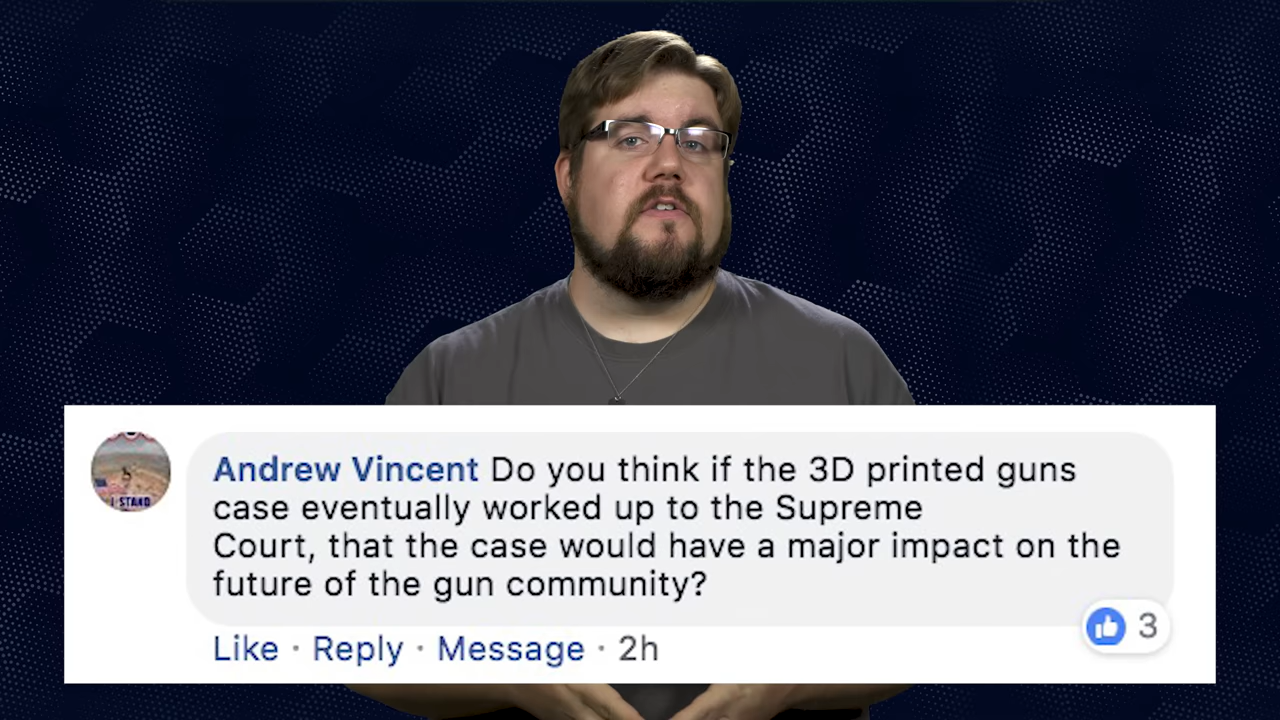 Andrew Vincent Do you think if the 3D printed guns
case eventually worked up to the Supreme
Court, that the case would have a major impact on the
future of the gun community?
Like · Reply · Message · 2h
3
I STAND